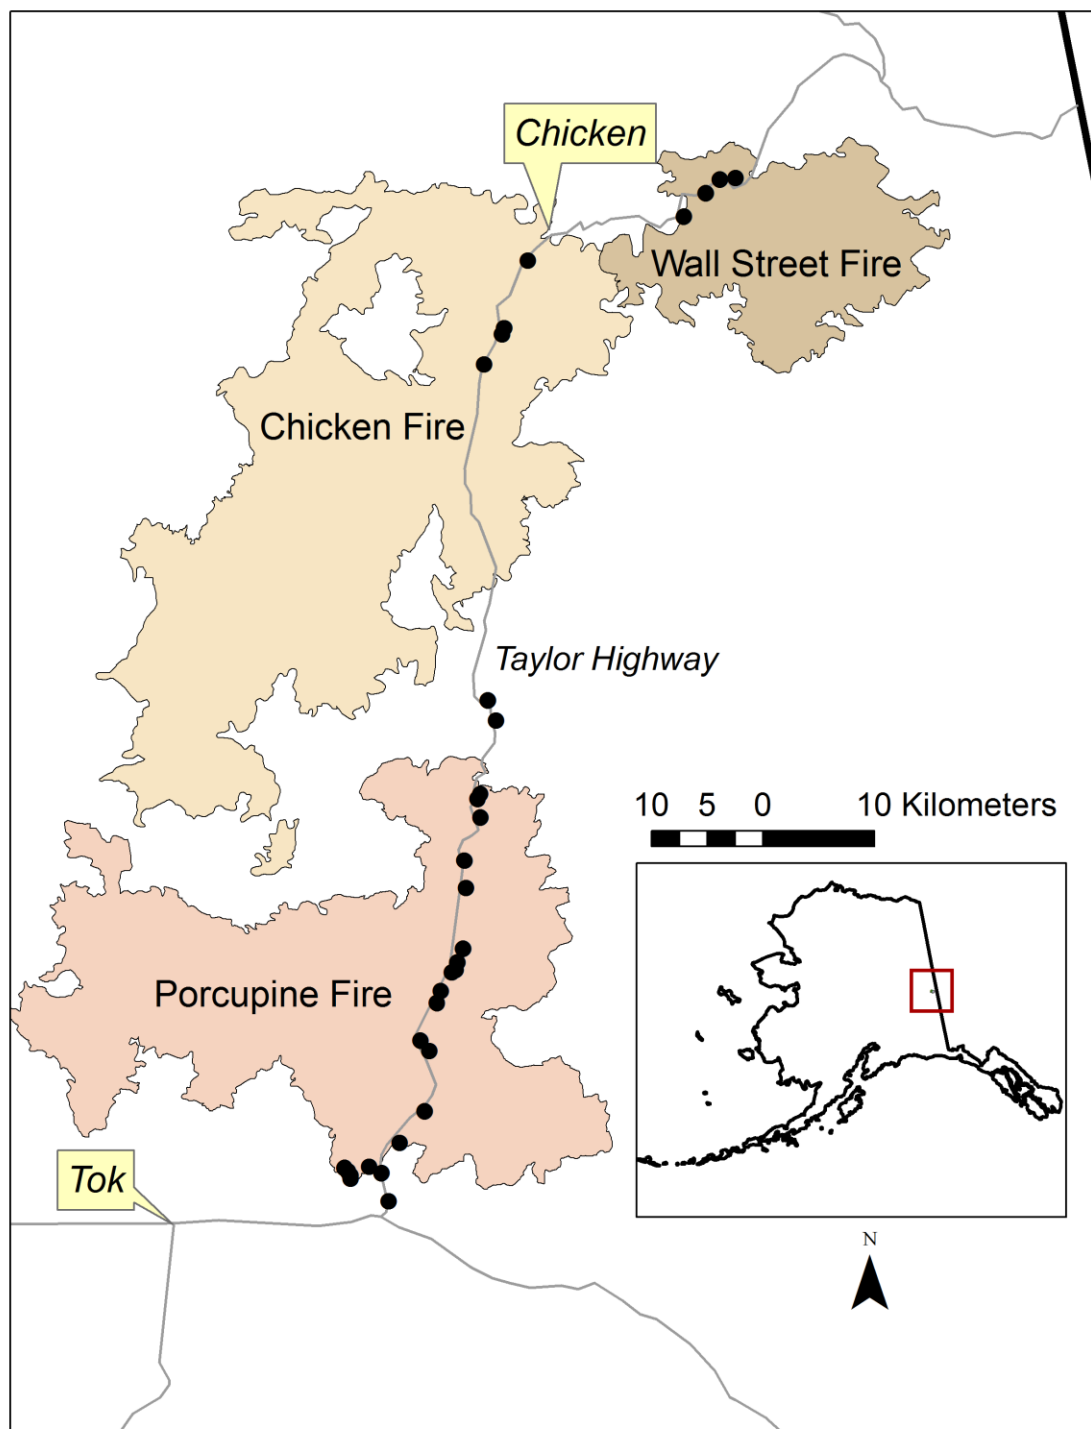 Chicken
Wall Street Fire
Chicken Fire
Taylor Highway
10 5 0 10 Kilometers
Porcupine Fire
Tok
N